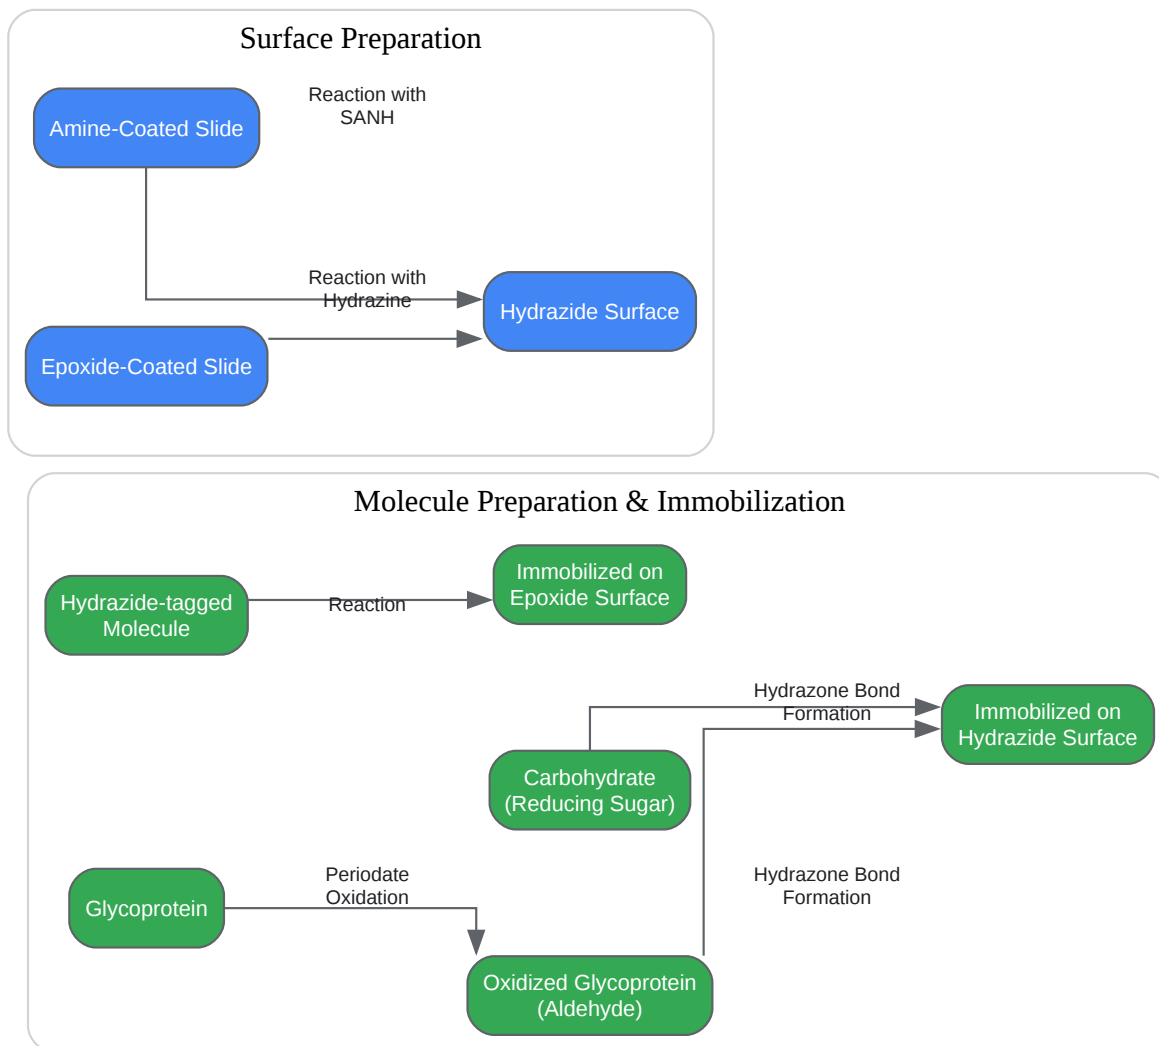 Surface Preparation
Amine-Coated Slide
Reaction with
SANH
Reaction with
Hydrazine
Hydrazide Surface
Epoxide-Coated Slide
Molecule Preparation & Immobilization
Hydrazide-tagged
Molecule
Reaction
Immobilized on
Epoxide Surface
Hydrazone Bond
Formation
Immobilized on
Hydrazide Surface
Carbohydrate
(Reducing Sugar)
Glycoprotein
Periodate
Oxidation
Hydrazone Bond
Formation
Oxidized Glycoprotein
(Aldehyde)